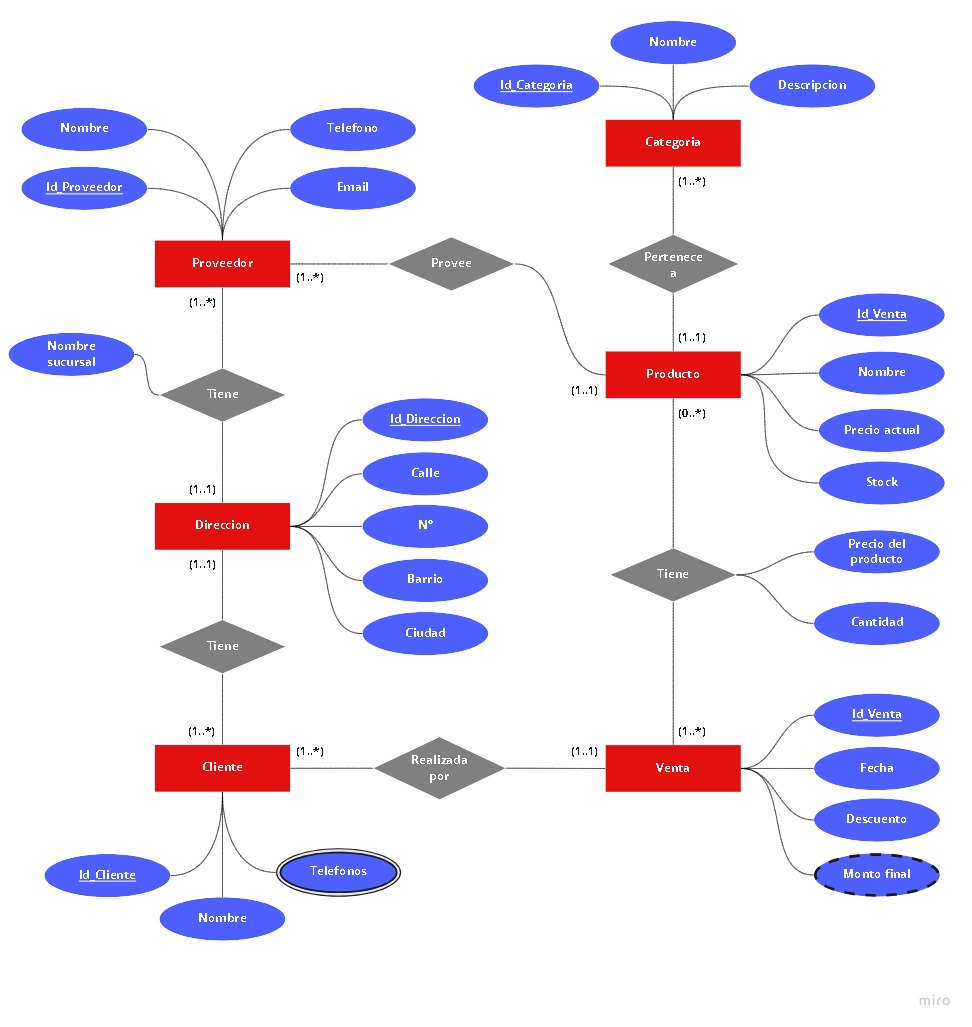 Nombre
Id_Categoria
Descripcion
Categoria
(1..*)
Nombre
Telefono
Id_Proveedor
Email
Proveedor
(1..*)
(1..*)
Provee
Pertenece
a
(1..1)
Producto
(1..1)
(0..*)
Id_Venta
Nombre
Precio actual
Stock
Nombre
sucursal
Tiene
(1..1)
Direccion
(1..1)
Id_Direccion
Calle
Nº
Barrio
Ciudad
Tiene
Precio del
producto
Cantidad
Tiene
(1..*)
(1..*)
Cliente
Realizada
por
(1..1)
(1..*)
Venta
Id_Venta
Fecha
Descuento
Monto final
Id_Cliente
Nombre
Telefonos
miro